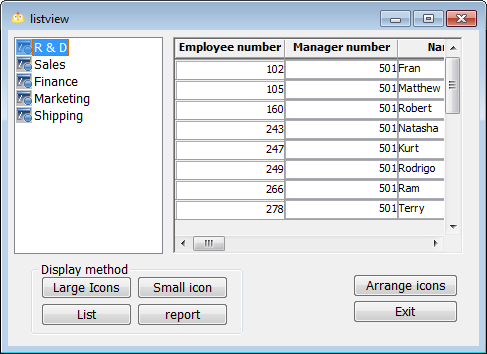 listview
R & D
Sales
Finance
Marketing
Shipping
Employee number Manager number Nar
102 501 Fran
105 501 Matthew
160 501 Robert
243 501 Natasha
247 501 Kurt
249 501 Rodrigo
266 501 Ram
278 501 Terry
Display method
Large Icons Small icon
List report
Arrange icons
Exit